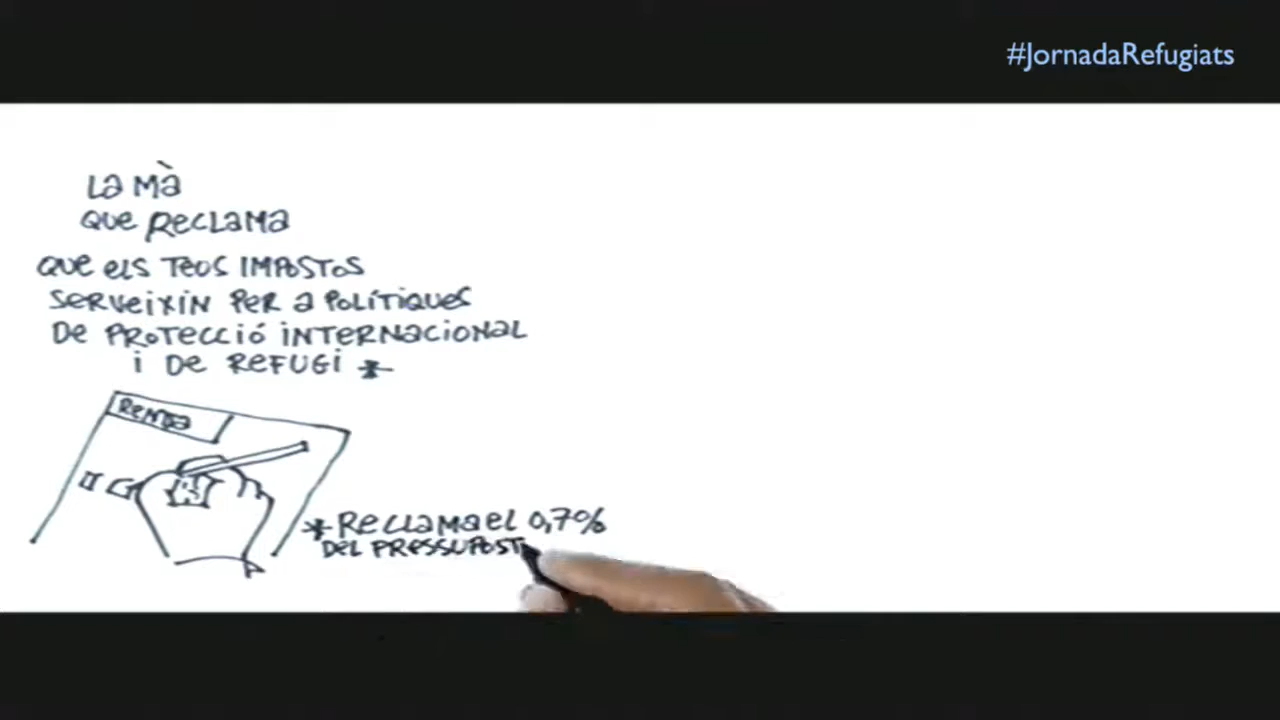 #JornadaRefugiats
La mà
que reclama
que els teus impostos
serveixin per a polítiques
de protecció internacional
i de refugi *
Renda
* Reclama el 0,7%
del pressupost